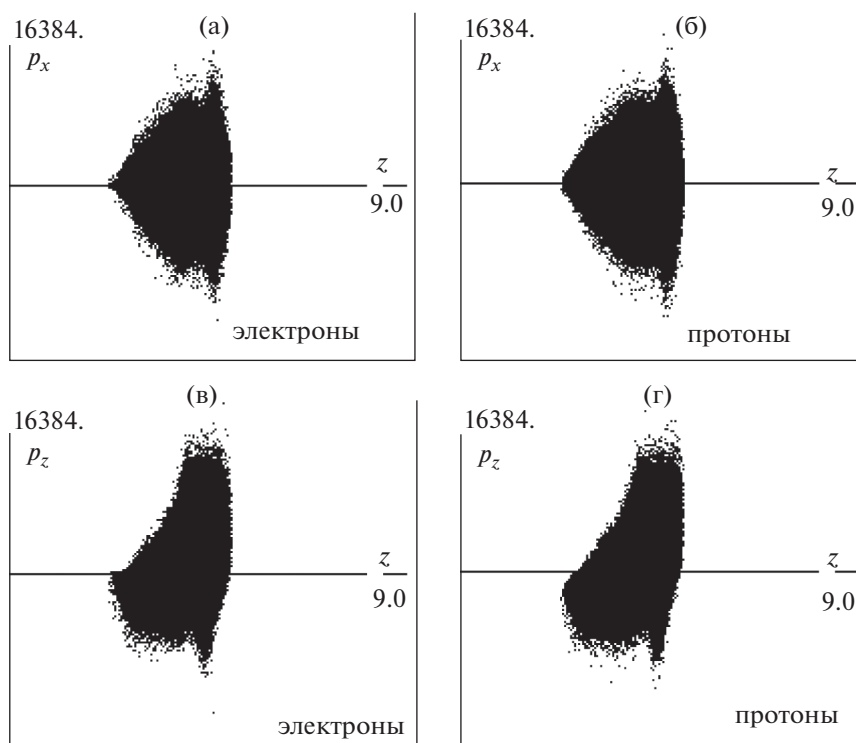 (а)
16384.
p_x
z
9.0
электроны
(б)
16384.
p_x
z
9.0
протоны
(в)
16384.
p_z
z
9.0
электроны
(г)
16384.
p_z
z
9.0
протоны